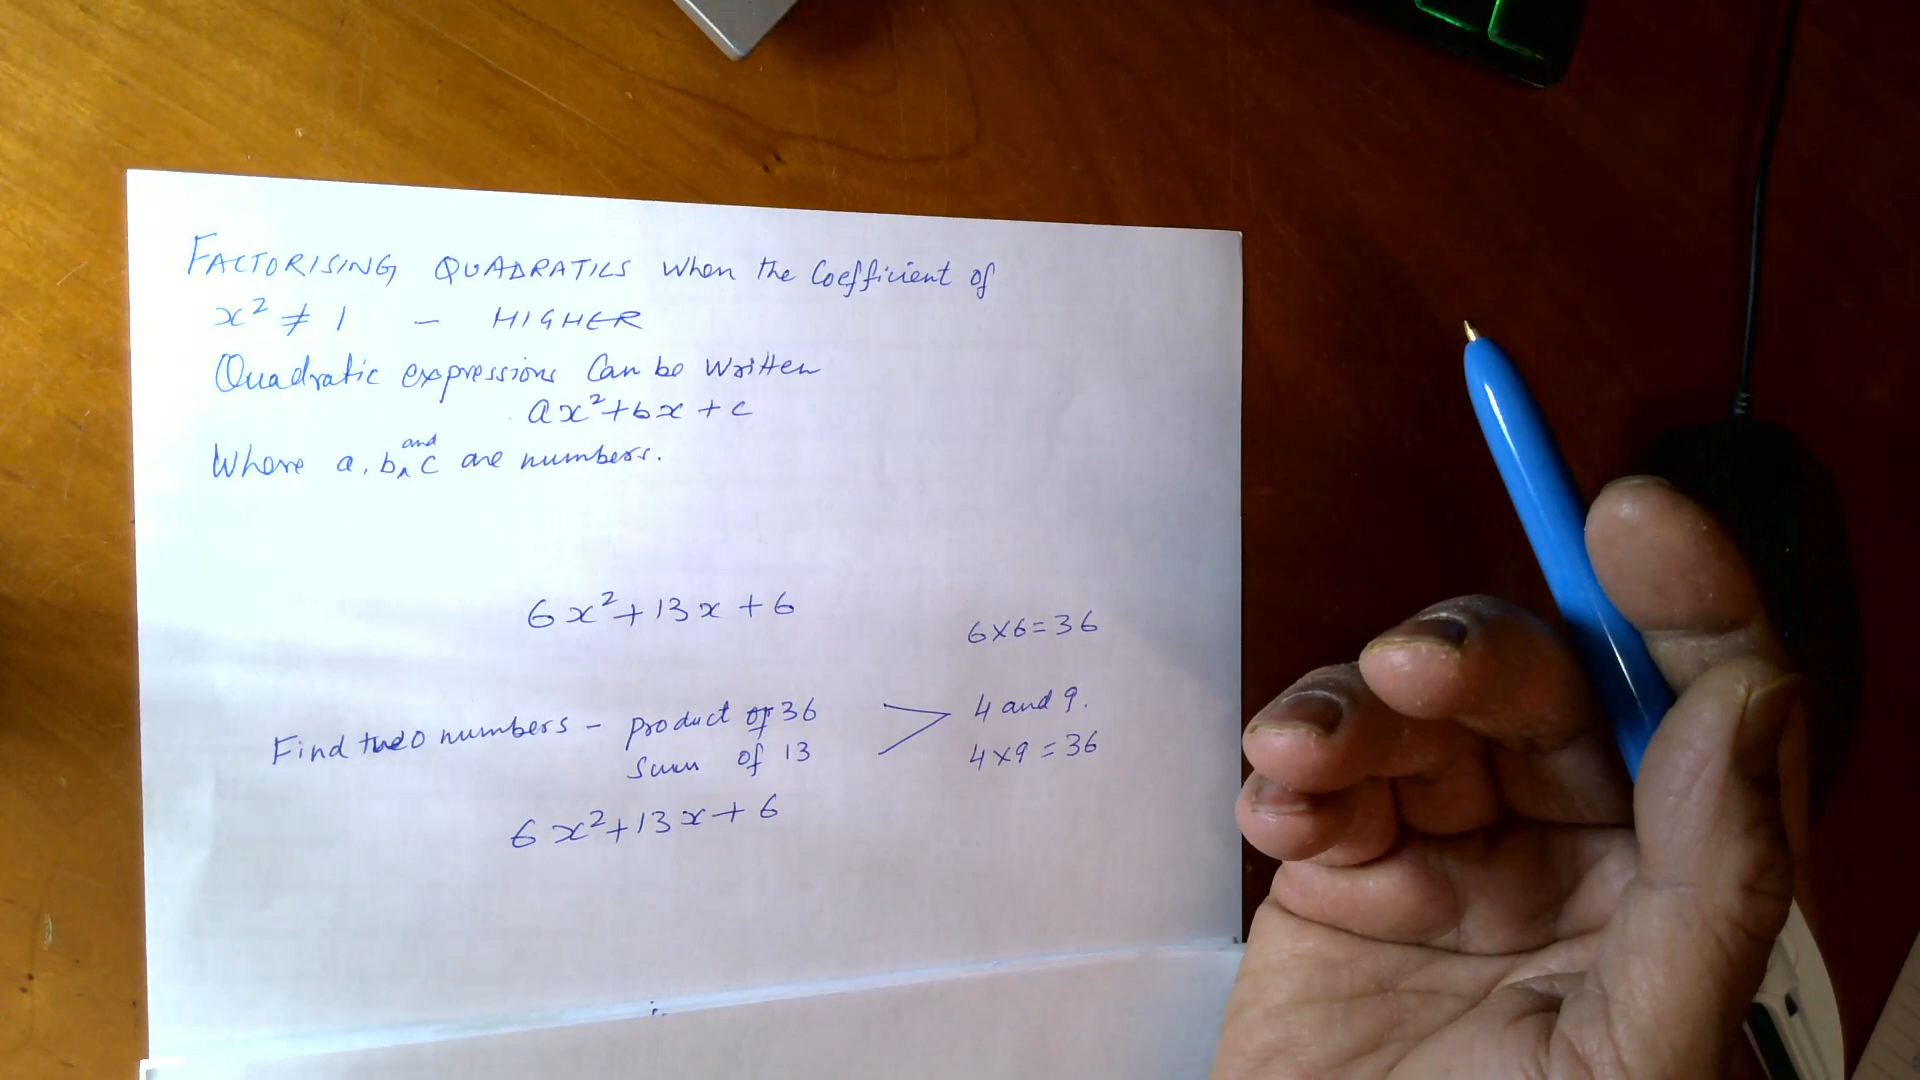 FACTORISING QUADRATICS when the Coefficient of
x² ≠ 1 – HIGHER
Quadratic expressions Can be written
ax²+bx+c
Where a, b and c are numbers.
6x²+13x+6
6×6=36
Find two numbers – product of 36
4 and 9.
Sum of 13
4×9=36
6x²+13x+6